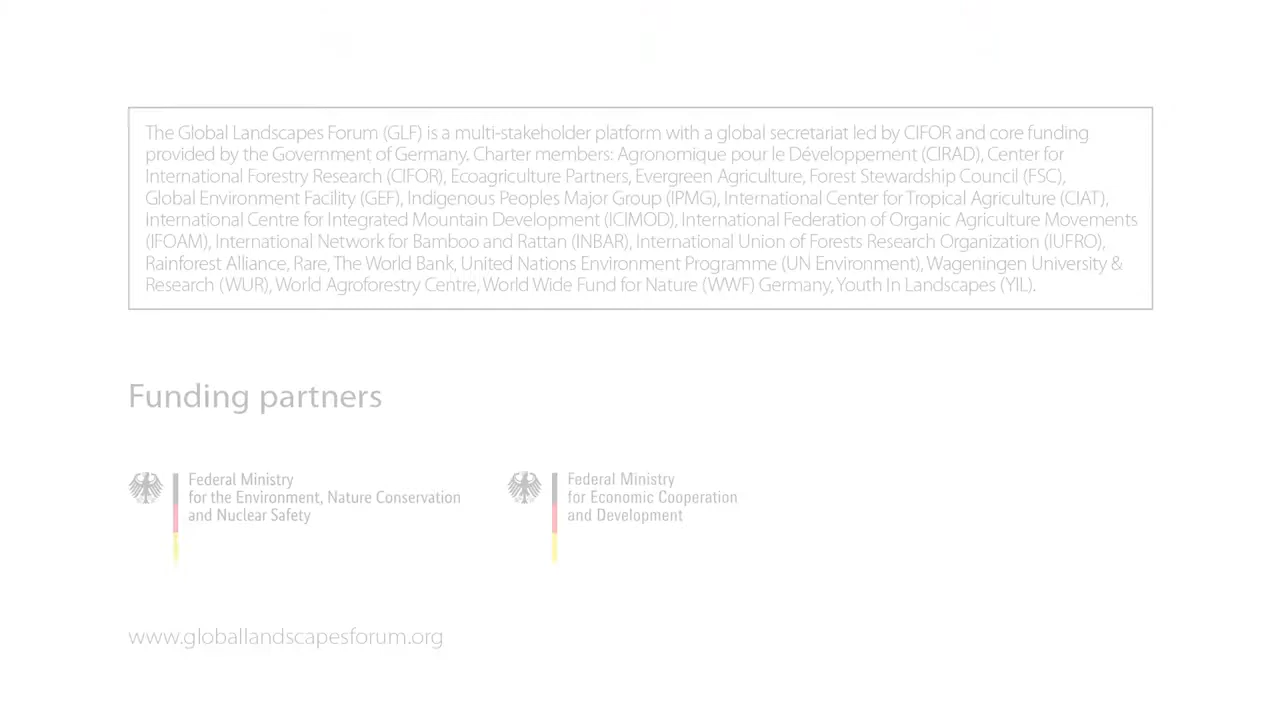 The Global Landscapes Forum (GLF) is a multi-stakeholder platform with a global secretariat led by CIFOR and core funding
provided by the Government of Germany. Charter members: Agronomique pour le Développement (CIRAD), Center for
International Forestry Research (CIFOR), Ecoagriculture Partners, Evergreen Agriculture, Forest Stewardship Council (FSC),
Global Environment Facility (GEF), Indigenous Peoples Major Group (IPMG), International Center for Tropical Agriculture (CIAT),
International Centre for Integrated Mountain Development (ICIMOD), International Federation of Organic Agriculture Movements
(IFOAM), International Network for Bamboo and Rattan (INBAR), International Union of Forests Research Organization (IUFRO),
Rainforest Alliance, Rare, The World Bank, United Nations Environment Programme (UN Environment), Wageningen University &
Research (WUR), World Agroforestry Centre, World Wide Fund for Nature (WWF) Germany, Youth In Landscapes (YIL).
Funding partners
Federal Ministry
for the Environment, Nature Conservation
and Nuclear Safety
Federal Ministry
for Economic Cooperation
and Development
www.globallandscapesforum.org